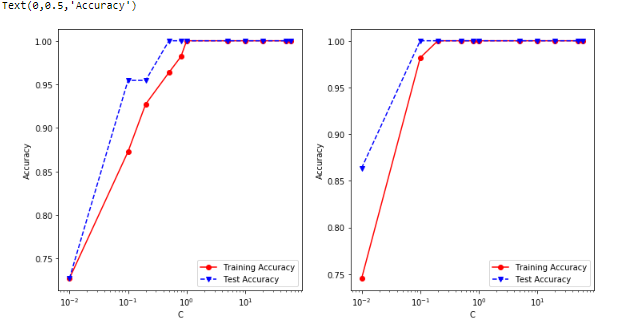 Text(0,0.5,'Accuracy')
1.00
0.95
0.90
0.85
0.80
0.75
Accuracy
10⁻² 10⁻¹ 10⁰ 10¹
C
Training Accuracy
Test Accuracy
1.00
0.95
0.90
0.85
0.80
0.75
Accuracy
10⁻² 10⁻¹ 10⁰ 10¹
C
Training Accuracy
Test Accuracy